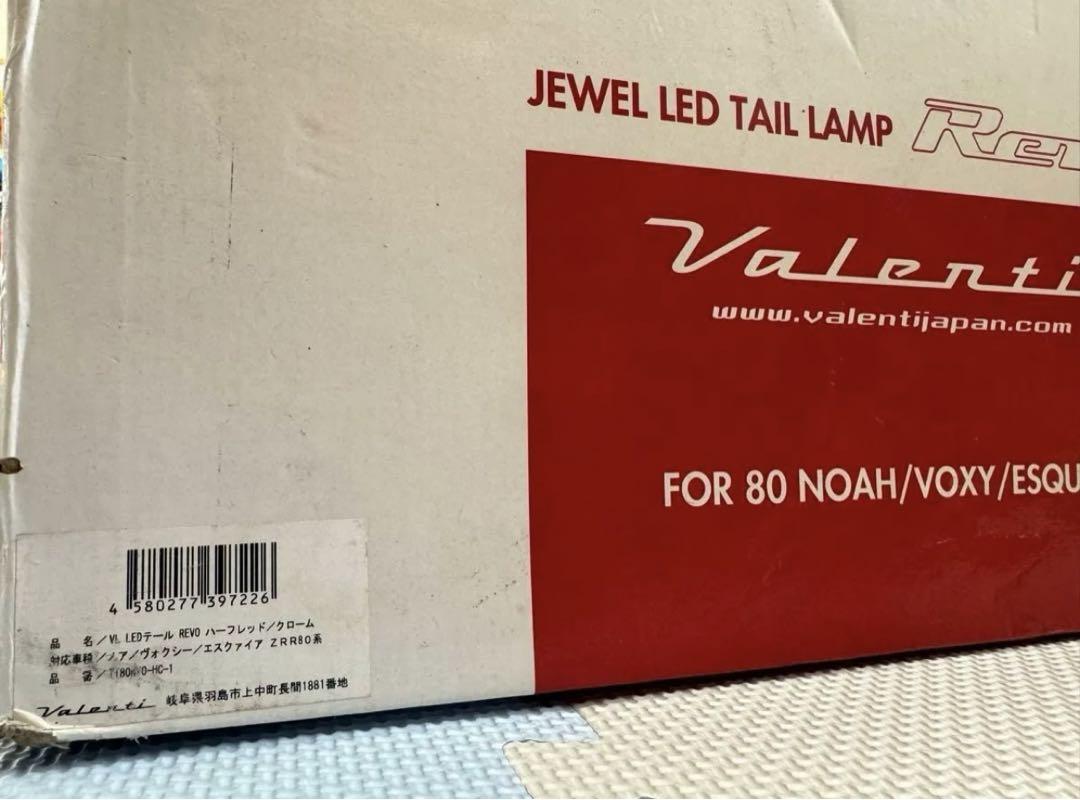 JEWEL LED TAIL LAMP
Valenti
www.valentijapan.com
FOR 80 NOAH/VOXY/ESQU
4 580277 397226
品 名/VL LEDテール REVO ハーフレッド/クローム
対応車種/ノア/ヴォクシー/エスクァイア ZRR80系
品 番/
Valenti 岐阜県羽島市上中町長間1881番地